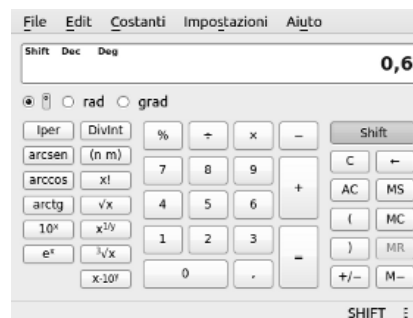 File Edit Costanti Impostazioni Aiuto
Shift Dec Deg
0,6
° rad grad
Iper DivInt % ÷ × − Shift
arcsen (n m) 7 8 9 + C ←
arccos x! AC MS
arctg √x 4 5 6 ( MC
10ˣ x¹/ʸ 1 2 3 = ) MR
eˣ ³√x 0 , +/− M−
x·10ʸ
SHIFT